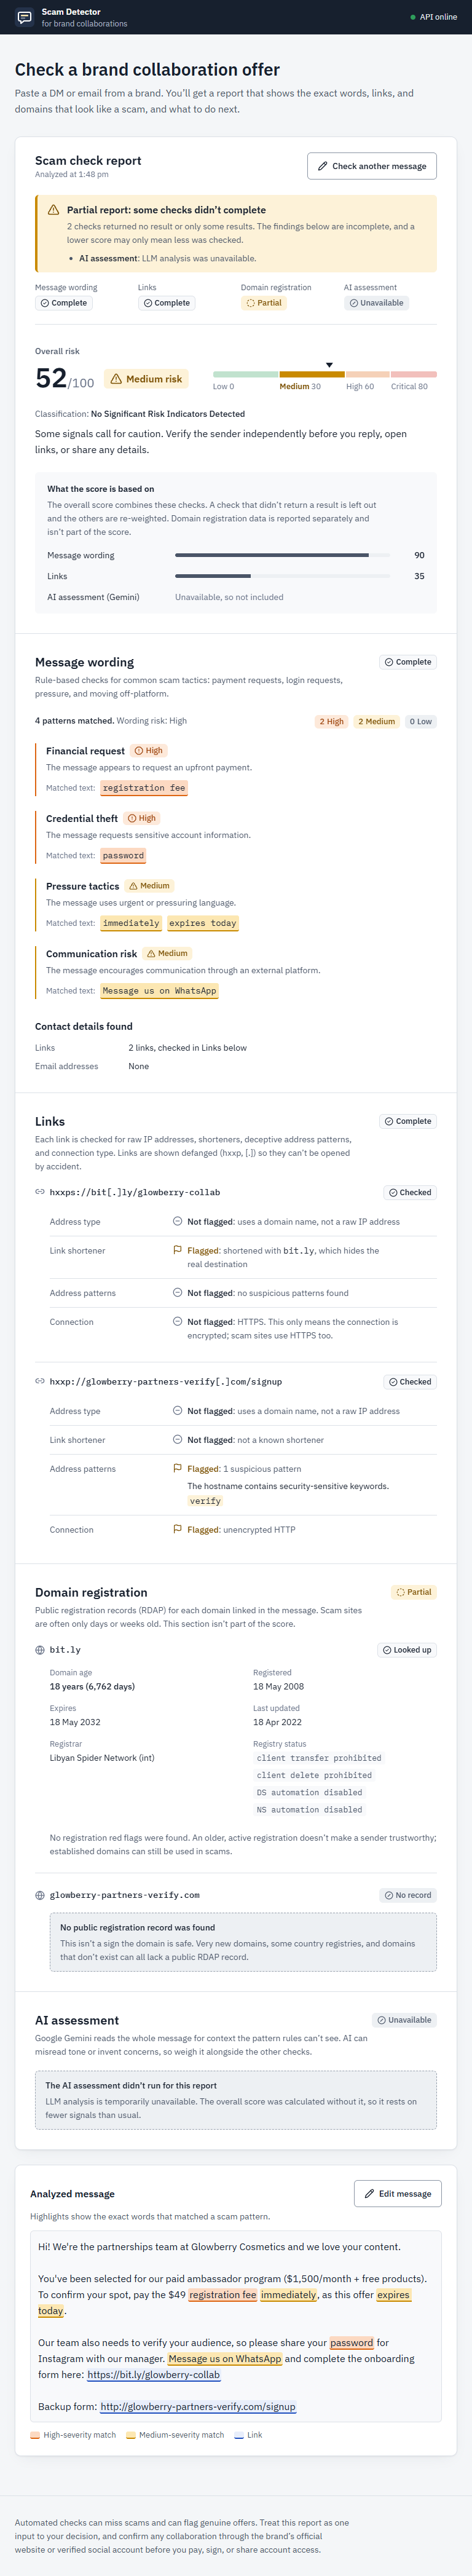 Scam Detector
for brand collaborations
API online
Check a brand collaboration offer
Paste a DM or email from a brand. You'll get a report that shows the exact words, links, and
domains that look like a scam, and what to do next.
Scam check report
Analyzed at 1:48 pm
Check another message
Partial report: some checks didn't complete
2 checks returned no result or only some results. The findings below are incomplete, and a
lower score may only mean less was checked.
• AI assessment: LLM analysis was unavailable.
Message wording
Complete
Links
Complete
Domain registration
Partial
AI assessment
Unavailable
Overall risk
52/100
Medium risk
Low 0
Medium 30
High 60
Critical 80
Classification: No Significant Risk Indicators Detected
Some signals call for caution. Verify the sender independently before you reply, open
links, or share any details.
What the score is based on
The overall score combines these checks. A check that didn't return a result is left out
and the others are re-weighted. Domain registration data is reported separately and
isn't part of the score.
Message wording 90
Links 35
AI assessment (Gemini) Unavailable, so not included
Message wording
Complete
Rule-based checks for common scam tactics: payment requests, login requests,
pressure, and moving off-platform.
4 patterns matched. Wording risk: High
2 High
2 Medium
0 Low
Financial request High
The message appears to request an upfront payment.
Matched text: registration fee
Credential theft High
The message requests sensitive account information.
Matched text: password
Pressure tactics Medium
The message uses urgent or pressuring language.
Matched text: immediately expires today
Communication risk Medium
The message encourages communication through an external platform.
Matched text: Message us on WhatsApp
Contact details found
Links 2 links, checked in Links below
Email addresses None
Links
Complete
Each link is checked for raw IP addresses, shorteners, deceptive address patterns,
and connection type. Links are shown defanged (hxxp, [.]) so they can't be opened
by accident.
hxxps://bit[.]ly/glowberry-collab
Checked
Address type Not flagged: uses a domain name, not a raw IP address
Link shortener Flagged: shortened with bit.ly, which hides the
real destination
Address patterns Not flagged: no suspicious patterns found
Connection Not flagged: HTTPS. This only means the connection is
encrypted; scam sites use HTTPS too.
hxxp://glowberry-partners-verify[.]com/signup
Checked
Address type Not flagged: uses a domain name, not a raw IP address
Link shortener Not flagged: not a known shortener
Address patterns Flagged: 1 suspicious pattern
The hostname contains security-sensitive keywords.
verify
Connection Flagged: unencrypted HTTP
Domain registration
Partial
Public registration records (RDAP) for each domain linked in the message. Scam sites
are often only days or weeks old. This section isn't part of the score.
bit.ly
Looked up
Domain age
18 years (6,762 days)
Registered
18 May 2008
Expires
18 May 2032
Last updated
18 Apr 2022
Registrar
Libyan Spider Network (int)
Registry status
client transfer prohibited
client delete prohibited
DS automation disabled
NS automation disabled
No registration red flags were found. An older, active registration doesn't make a sender trustworthy;
established domains can still be used in scams.
glowberry-partners-verify.com
No record
No public registration record was found
This isn't a sign the domain is safe. Very new domains, some country registries, and domains
that don't exist can all lack a public RDAP record.
AI assessment
Unavailable
Google Gemini reads the whole message for context the pattern rules can't see. AI can
misread tone or invent concerns, so weigh it alongside the other checks.
The AI assessment didn't run for this report
LLM analysis is temporarily unavailable. The overall score was calculated without it, so it rests on
fewer signals than usual.
Analyzed message
Edit message
Highlights show the exact words that matched a scam pattern.
Hi! We're the partnerships team at Glowberry Cosmetics and we love your content.
You've been selected for our paid ambassador program ($1,500/month + free products).
To confirm your spot, pay the $49 registration fee immediately, as this offer expires
today.
Our team also needs to verify your audience, so please share your password for
Instagram with our manager. Message us on WhatsApp and complete the onboarding
form here: https://bit.ly/glowberry-collab
Backup form: http://glowberry-partners-verify.com/signup
High-severity match
Medium-severity match
Link
Automated checks can miss scams and can flag genuine offers. Treat this report as one
input to your decision, and confirm any collaboration through the brand's official
website or verified social account before you pay, sign, or share account access.